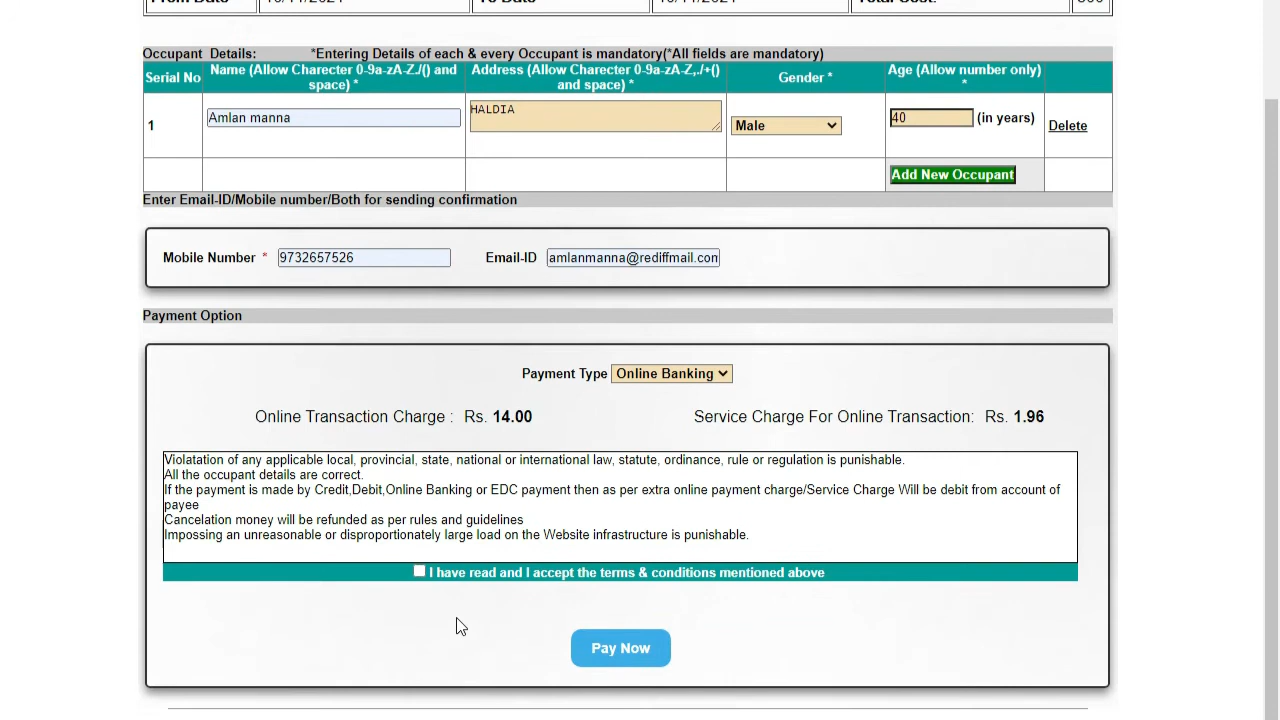 Occupant Details: *Entering Details of each & every Occupant is mandatory(*All fields are mandatory)
Serial No
Name (Allow Charecter 0-9a-zA-Z./() and
space) *
Address (Allow Charecter 0-9a-zA-Z,./+()
and space) *
Gender *
Age (Allow number only)
*
1
Amlan manna
HALDIA
Male
40
(in years)
Delete
Add New Occupant
Enter Email-ID/Mobile number/Both for sending confirmation
Mobile Number * 9732657526 Email-ID amlanmanna@rediffmail.con
Payment Option
Payment Type Online Banking
Online Transaction Charge : Rs. 14.00 Service Charge For Online Transaction: Rs. 1.96
Violatation of any applicable local, provincial, state, national or international law, statute, ordinance, rule or regulation is punishable.
All the occupant details are correct.
If the payment is made by Credit,Debit,Online Banking or EDC payment then as per extra online payment charge/Service Charge Will be debit from account of
payee
Cancelation money will be refunded as per rules and guidelines
Impossing an unreasonable or disproportionately large load on the Website infrastructure is punishable.
I have read and I accept the terms & conditions mentioned above
Pay Now